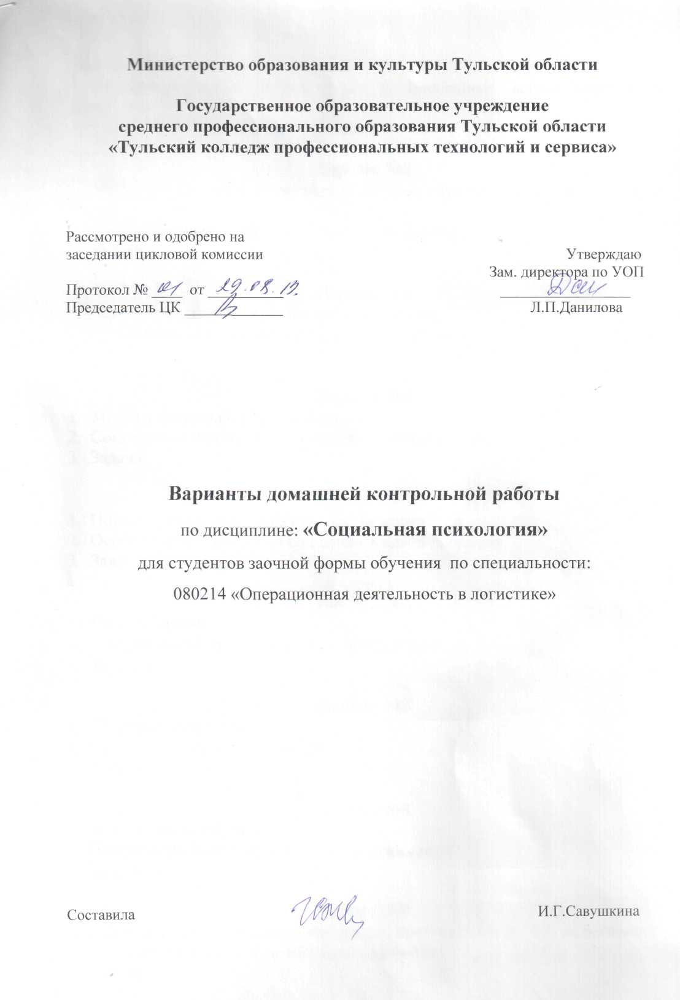 Министерство образования и культуры Тульской области
Государственное образовательное учреждение
среднего профессионального образования Тульской области
«Тульский колледж профессиональных технологий и сервиса»
Рассмотрено и одобрено на
заседании цикловой комиссии
Протокол № 01 от 29.08.13.
Председатель ЦК
Утверждаю
Зам. директора по УОП
Л.П.Данилова
Варианты домашней контрольной работы
по дисциплине: «Социальная психология»
для студентов заочной формы обучения по специальности:
080214 «Операционная деятельность в логистике»
Составила
И.Г.Савушкина